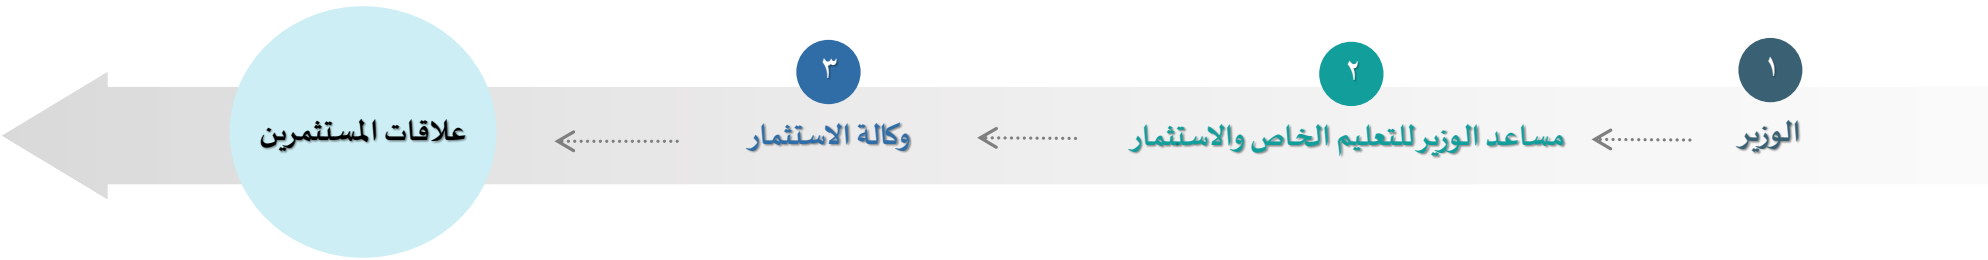 ١
الوزير
٢
مساعد الوزير للتعليم الخاص والاستثمار
٣
وكالة الاستثمار
علاقات المستثمرين